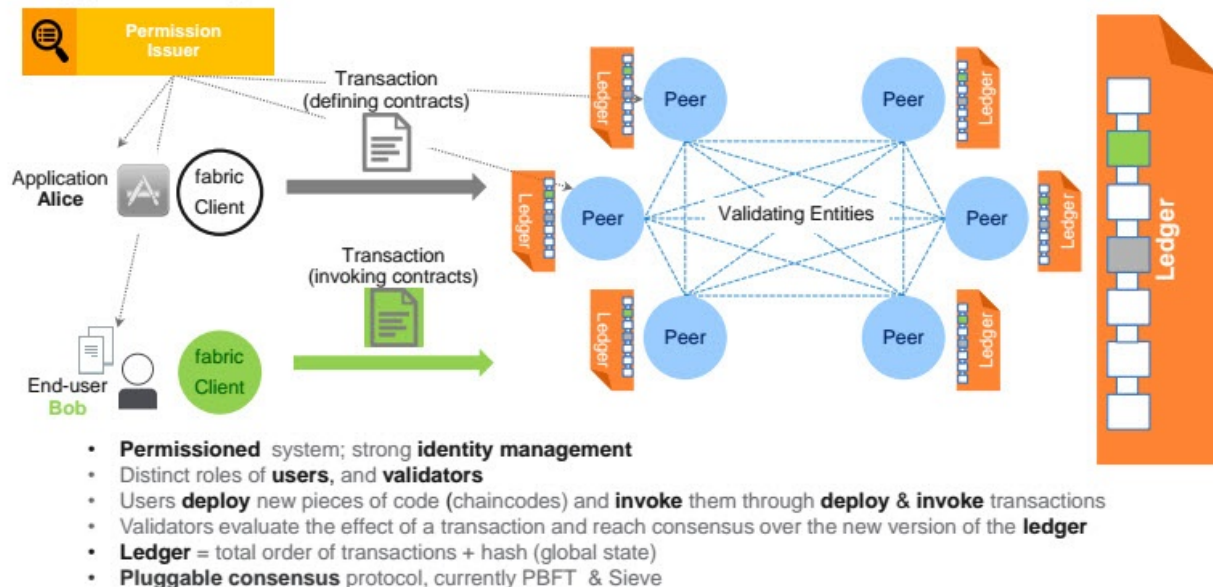 Permission
Issuer
Transaction
(defining contracts)
Application
Alice
fabric
Client
Transaction
(invoking contracts)
End-user
Bob
fabric
Client
Ledger
Peer
Peer
Ledger
Ledger
Peer
Validating Entities
Peer
Ledger
Ledger
Peer
Peer
Ledger
Ledger
• Permissioned system; strong identity management
• Distinct roles of users, and validators
• Users deploy new pieces of code (chaincodes) and invoke them through deploy & invoke transactions
• Validators evaluate the effect of a transaction and reach consensus over the new version of the ledger
• Ledger = total order of transactions + hash (global state)
• Pluggable consensus protocol, currently PBFT & Sieve